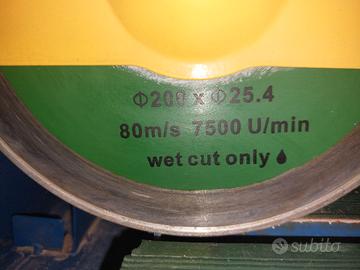 Φ200 x Φ25.4
80m/s 7500 U/min
wet cut only
subito